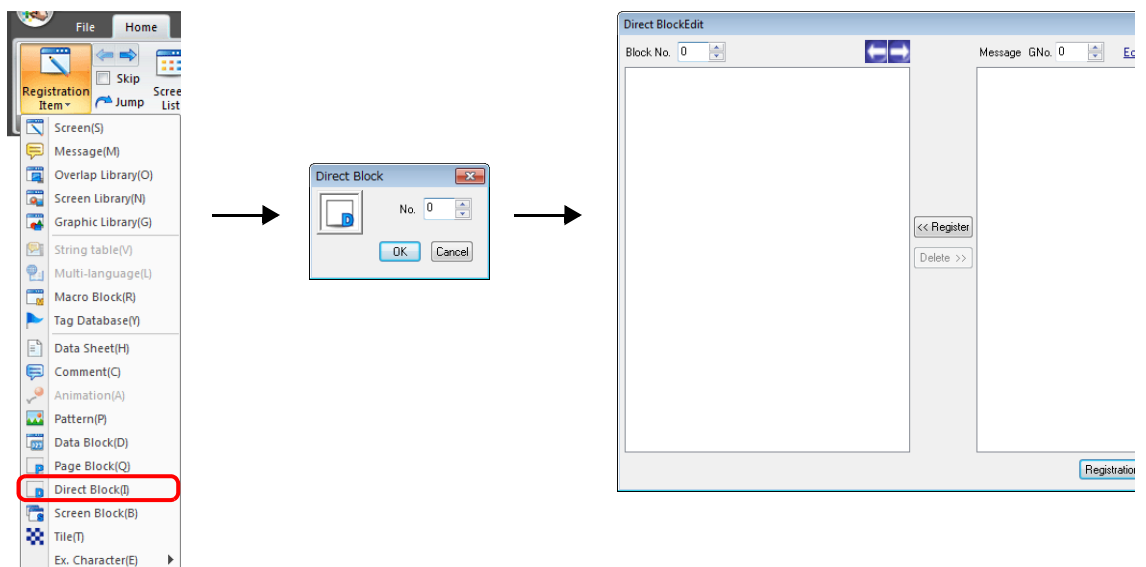 File Home
Skip
Registration
Item
Jump
List
Screen(S)
Message(M)
Overlap Library(O)
Screen Library(N)
Graphic Library(G)
String table(V)
Multi-language(L)
Macro Block(R)
Tag Database(Y)
Data Sheet(H)
Comment(C)
Animation(A)
Pattern(P)
Data Block(D)
Page Block(Q)
Direct Block(I)
Screen Block(B)
Tile(T)
Ex. Character(E)
Direct Block
No. 0
D
OK Cancel
Direct BlockEdit
Block No. 0
Message GNo. 0
<< Register
Delete >>
Registration